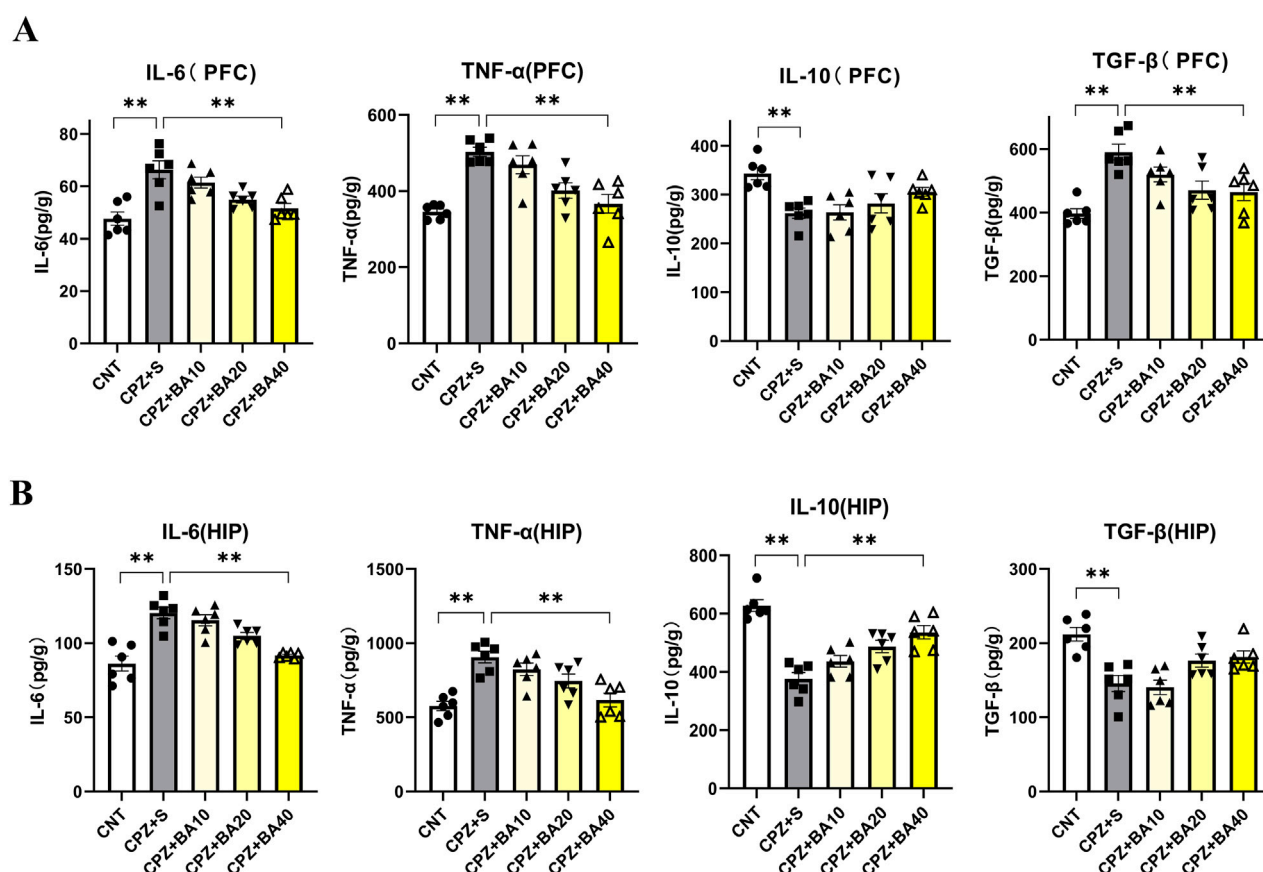 A
IL-6( PFC)
** **
IL-6(pg/g)
80
60
40
20
0
CNT
CPZ+S
CPZ+BA10
CPZ+BA20
CPZ+BA40
TNF-α(PFC)
** **
TNF-α(pg/g)
600
400
200
0
CNT
CPZ+S
CPZ+BA10
CPZ+BA20
CPZ+BA40
IL-10( PFC)
**
IL-10(pg/g)
400
300
200
100
0
CNT
CPZ+S
CPZ+BA10
CPZ+BA20
CPZ+BA40
TGF-β( PFC)
** **
TGF-β(pg/g)
600
400
200
0
CNT
CPZ+S
CPZ+BA10
CPZ+BA20
CPZ+BA40
B
IL-6(HIP)
** **
IL-6(pg/g)
150
100
50
0
CNT
CPZ+S
CPZ+BA10
CPZ+BA20
CPZ+BA40
TNF-α(HIP)
** **
TNF-α(pg/g)
1500
1000
500
0
CNT
CPZ+S
CPZ+BA10
CPZ+BA20
CPZ+BA40
IL-10(HIP)
** **
IL-10 (pg/g)
800
600
400
200
0
CNT
CPZ+S
CPZ+BA10
CPZ+BA20
CPZ+BA40
TGF-β(HIP)
**
TGF-β (pg/g)
300
200
100
0
CNT
CPZ+S
CPZ+BA10
CPZ+BA20
CPZ+BA40